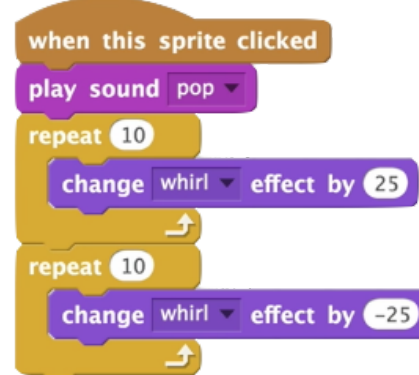 when this sprite clicked
play sound pop
repeat 10
change whirl effect by 25
repeat 10
change whirl effect by -25